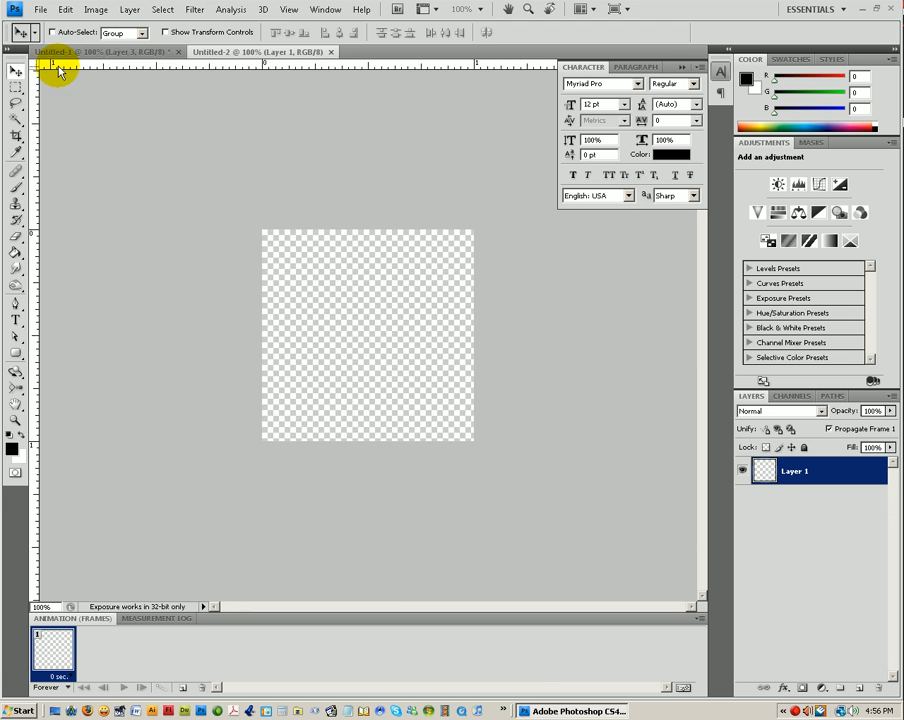 Ps File Edit Image Layer Select Filter Analysis 3D View Window Help Br 100% ESSENTIALS
Auto-Select: Group Show Transform Controls
Untitled-1 @ 100% (Layer 3, RGB/8) * Untitled-2 @ 100% (Layer 1, RGB/8)
CHARACTER PARAGRAPH
Myriad Pro Regular
12 pt (Auto)
Metrics 0
100% 100%
0 pt Color:
English: USA Sharp
COLOR SWATCHES STYLES
R 0
G 0
B 0
ADJUSTMENTS MASKS
Add an adjustment
Levels Presets
Curves Presets
Exposure Presets
Hue/Saturation Presets
Black & White Presets
Channel Mixer Presets
Selective Color Presets
LAYERS CHANNELS PATHS
Normal Opacity: 100%
Unify: Propagate Frame 1
Lock: Fill: 100%
Layer 1
100% Exposure works in 32-bit only
ANIMATION (FRAMES) MEASUREMENT LOG
1
0 sec.
Forever
Start Adobe Photoshop CS4... 4:56 PM